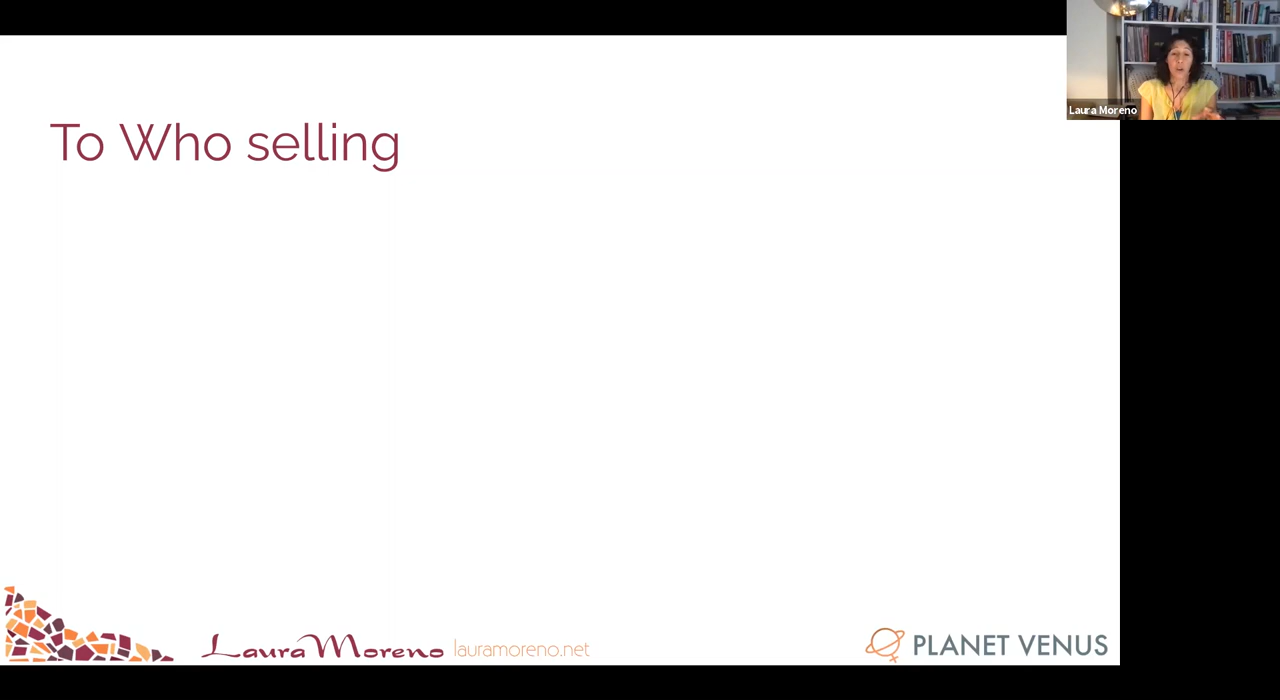 Laura Moreno
To Who selling
Laura Moreno lauramoreno.net
PLANET VENUS